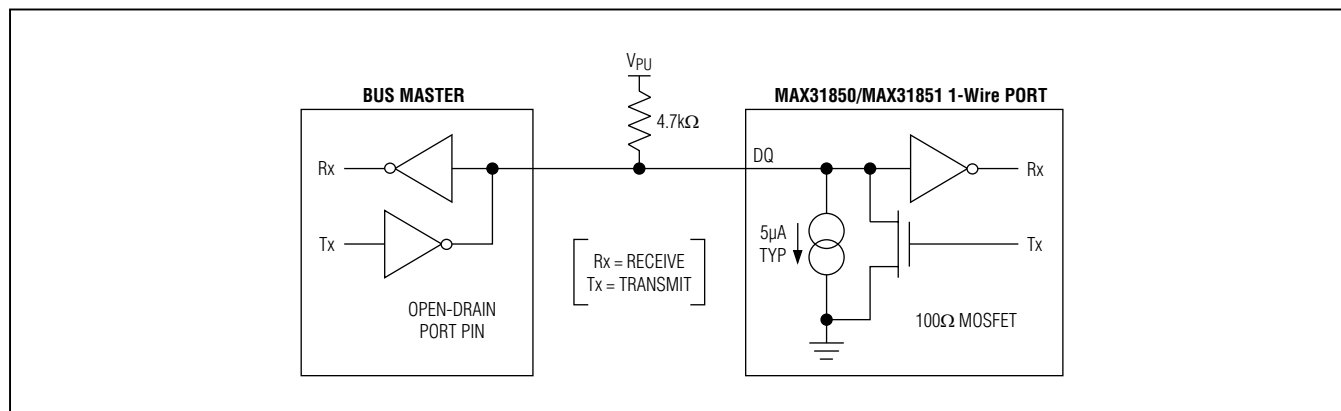 V_PU
BUS MASTER
MAX31850/MAX31851 1-Wire PORT
4.7kΩ
DQ
Rx
Rx
Tx
5µA
TYP
Tx
Rx = RECEIVE
Tx = TRANSMIT
OPEN-DRAIN
PORT PIN
100Ω MOSFET